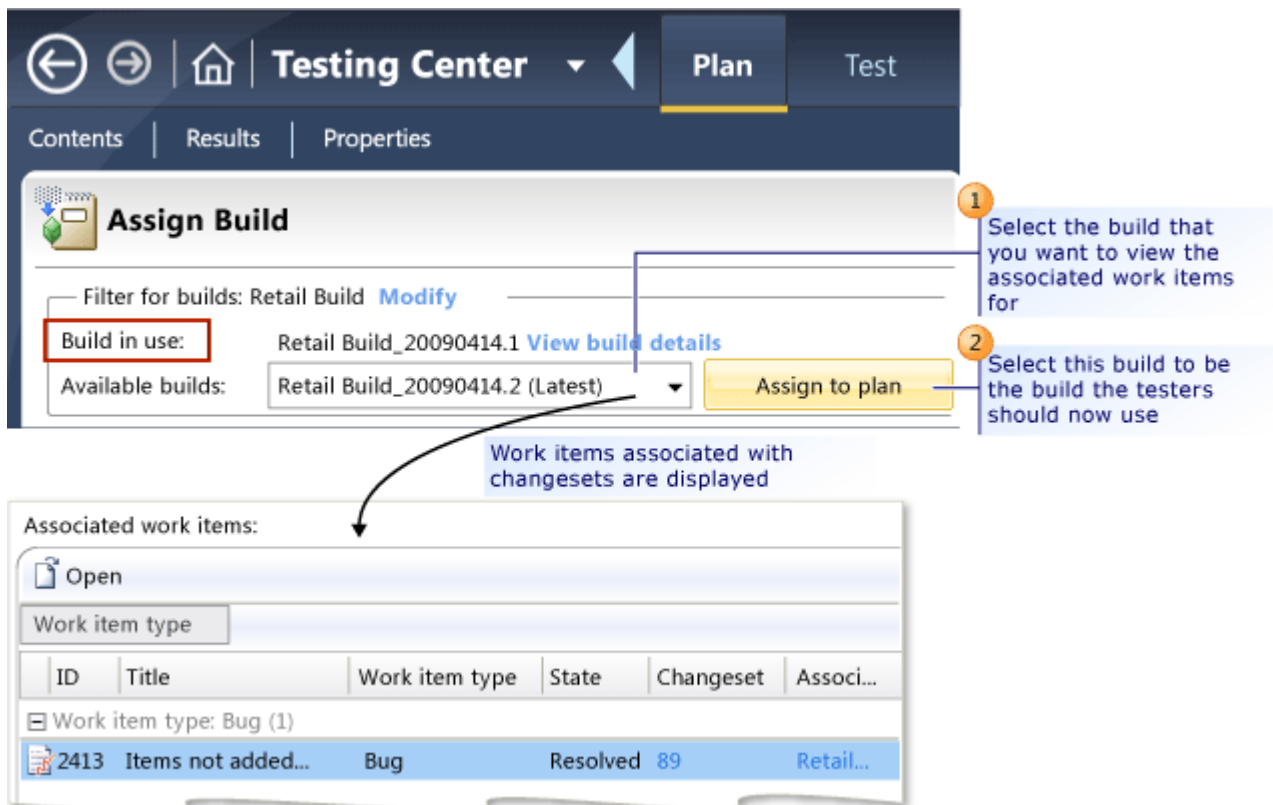 Testing Center
Plan
Test
Contents
Results
Properties
Assign Build
Filter for builds: Retail Build Modify
Build in use:
Retail Build_20090414.1 View build details
Available builds:
Retail Build_20090414.2 (Latest)
Assign to plan
1
Select the build that
you want to view the
associated work items
for
2
Select this build to be
the build the testers
should now use
Work items associated with
changesets are displayed
Associated work items:
Open
Work item type
ID Title Work item type State Changeset Associ...
Work item type: Bug (1)
2413 Items not added... Bug Resolved 89 Retail...